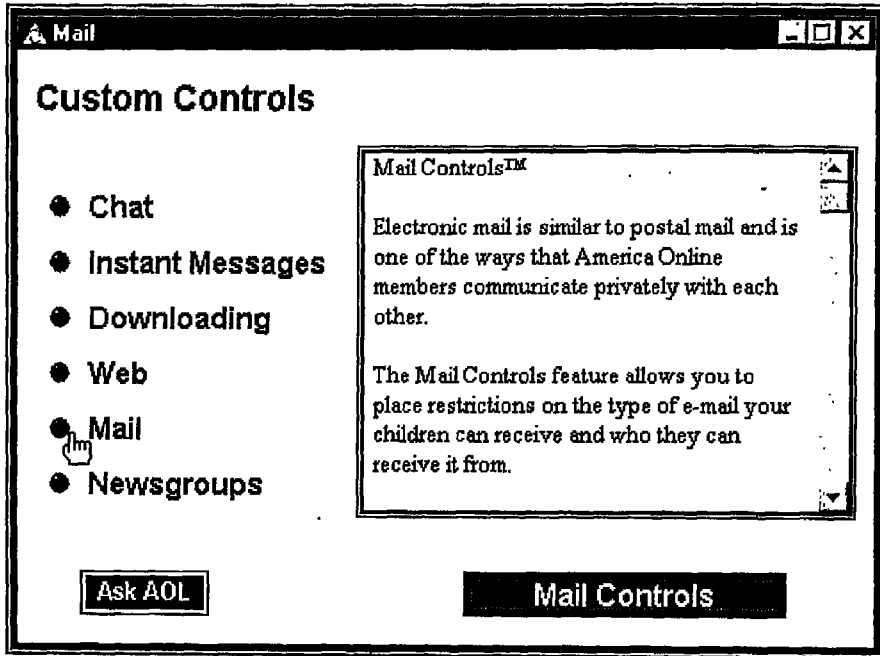 Mail
Custom Controls
Chat
Instant Messages
Downloading
Web
Mail
Newsgroups
Mail Controls™
Electronic mail is similar to postal mail and is
one of the ways that America Online
members communicate privately with each
other.
The Mail Controls feature allows you to
place restrictions on the type of e-mail your
children can receive and who they can
receive it from.
Ask AOL
Mail Controls